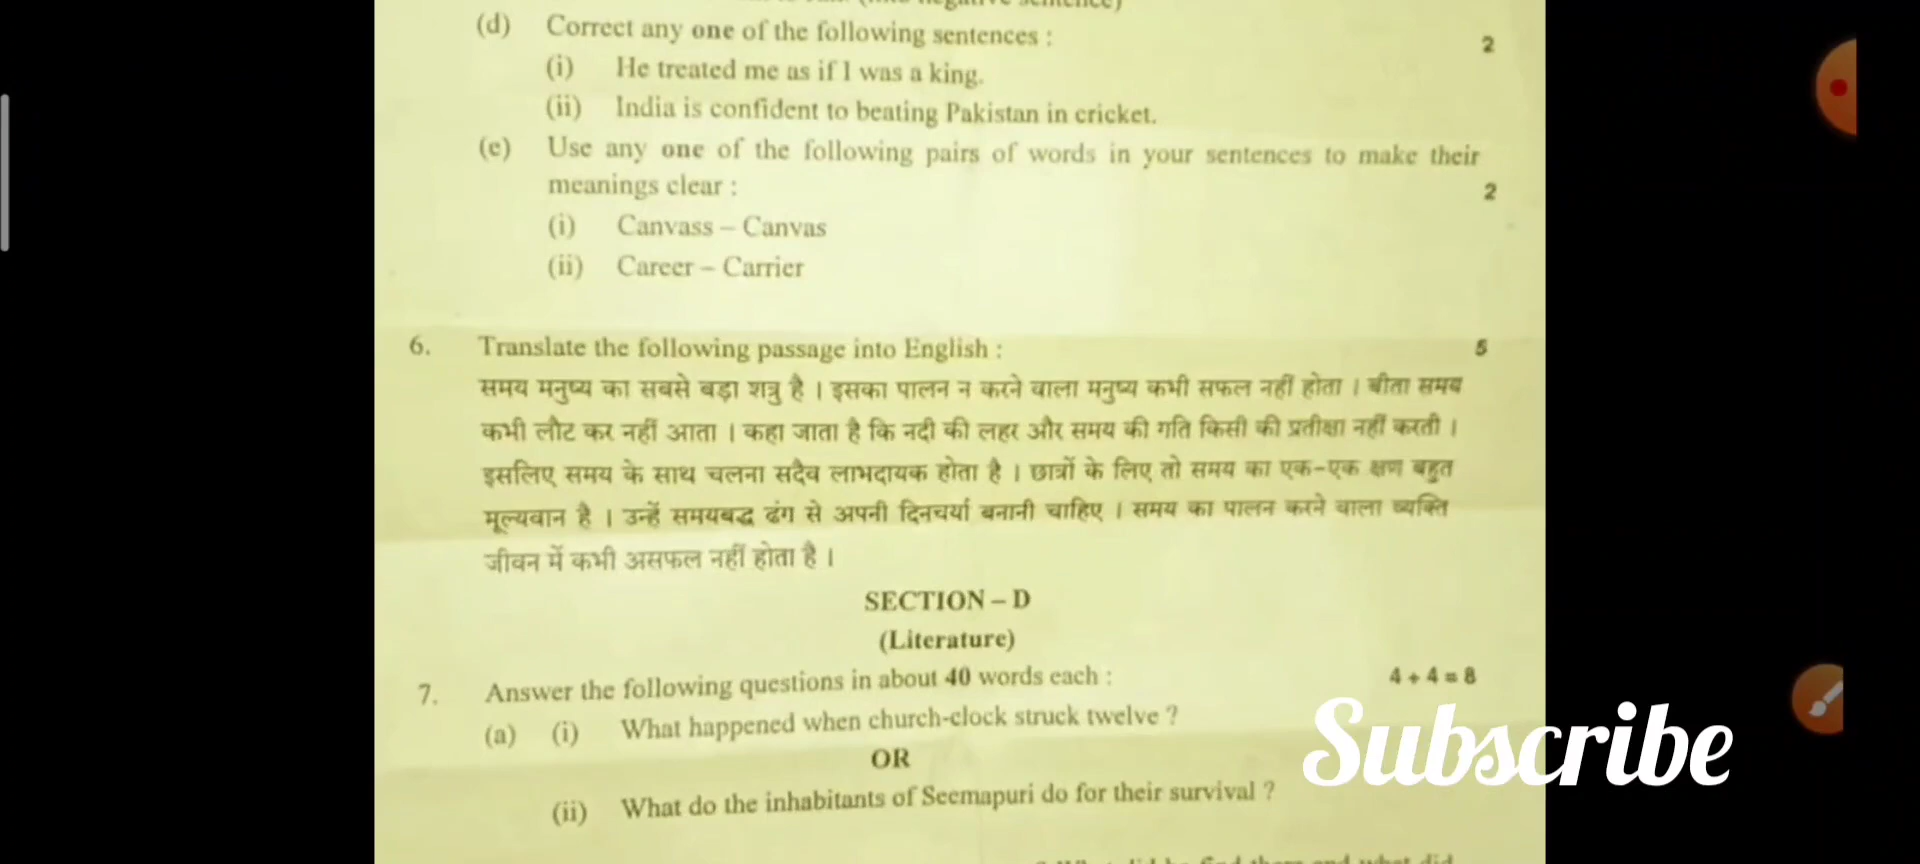 (d) Correct any one of the following sentences : 2
(i) He treated me as if I was a king.
(ii) India is confident to beating Pakistan in cricket.
(e) Use any one of the following pairs of words in your sentences to make their
meanings clear : 2
(i) Canvass – Canvas
(ii) Career – Carrier
6. Translate the following passage into English : 5
समय मनुष्य का सबसे बड़ा शत्रु है । इसका पालन न करने वाला मनुष्य कभी सफल नहीं होता । बीता समय
कभी लौट कर नहीं आता । कहा जाता है कि नदी की लहर और समय की गति किसी की प्रतीक्षा नहीं करती ।
इसलिए समय के साथ चलना सदैव लाभदायक होता है । छात्रों के लिए तो समय का एक-एक क्षण बहुत
मूल्यवान है । उन्हें समयबद्ध ढंग से अपनी दिनचर्या बनानी चाहिए । समय का पालन करने वाला व्यक्ति
जीवन में कभी असफल नहीं होता है ।
SECTION – D
(Literature)
7. Answer the following questions in about 40 words each : 4 + 4 = 8
(a) (i) What happened when church-clock struck twelve ?
OR
(ii) What do the inhabitants of Seemapuri do for their survival ?
Subscribe